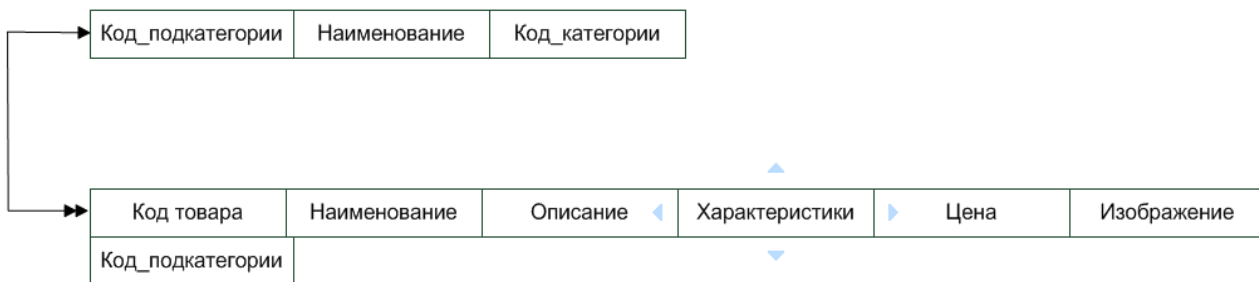 Код_подкатегории Наименование Код_категории
Код товара Наименование Описание Характеристики Цена Изображение
Код_подкатегории